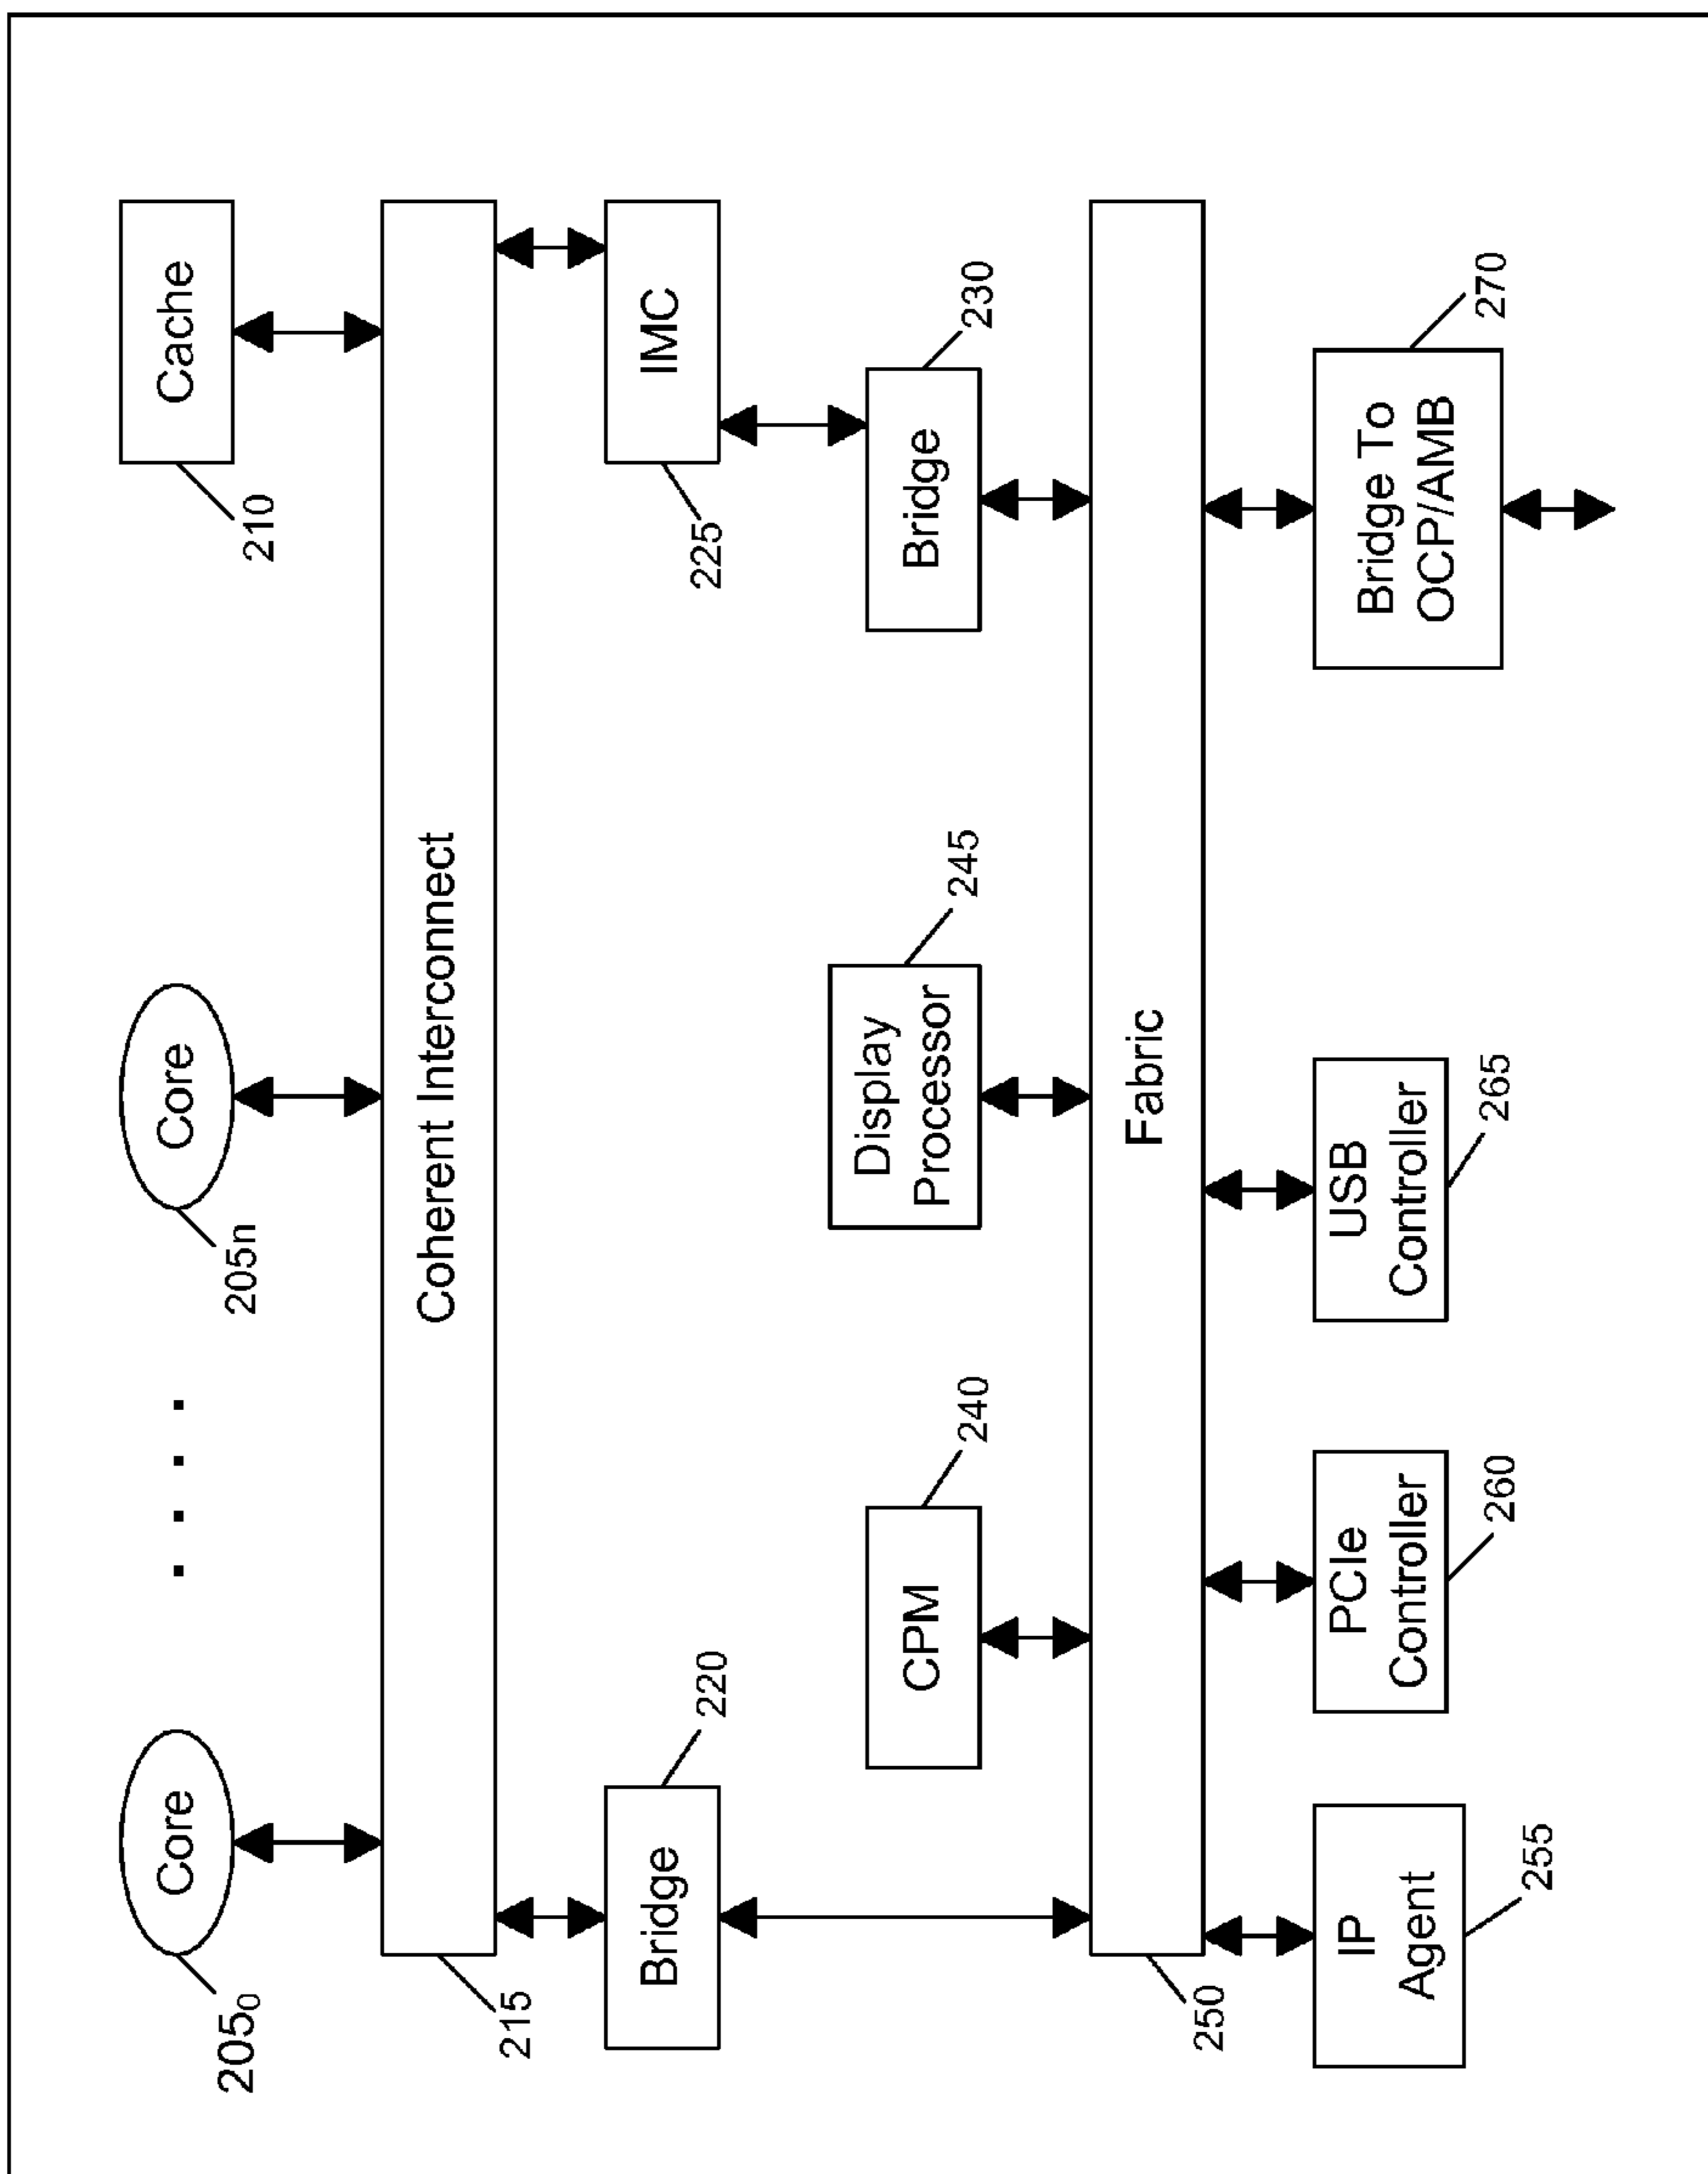 Core
Core
Cache
205₀
205n
210
Coherent Interconnect
215
Bridge
IMC
220
225
CPM
Display
Processor
Bridge
240
245
230
Fabric
250
IP
Agent
PCIe
Controller
USB
Controller
Bridge To
OCP/AMB
255
260
265
270